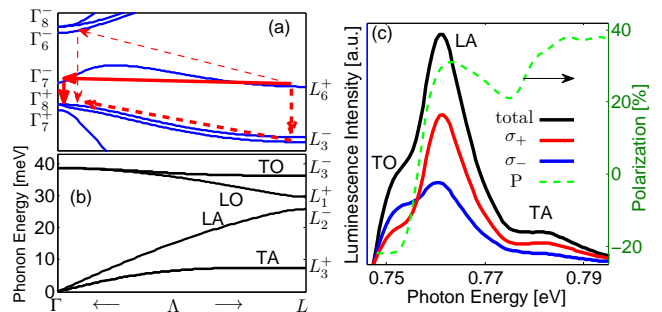 (a)
Γ₈⁻
Γ₆⁻
Γ₇⁻
Γ₈⁺
Γ₇⁺
L₆⁺
L₃⁻
Phonon Energy [meV]
40
30
20
10
0
(b)
TO
LO
LA
TA
L₃⁻
L₁⁺
L₂⁻
L₃⁺
Γ ← Λ → L
(c)
Luminescence Intensity [a.u.]
LA
TO
TA
total
σ₊
σ₋
P
0.75 0.77 0.79
Photon Energy [eV]
40
20
0
−20
Polarization [%]